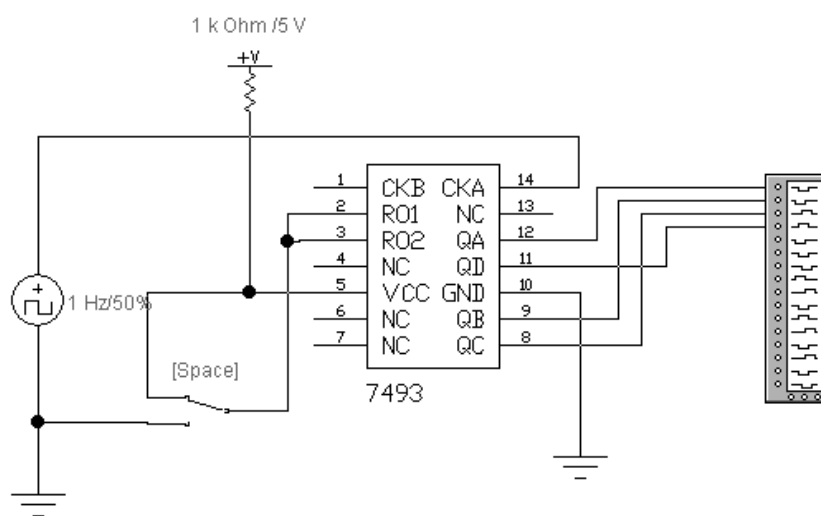 1 k Ohm /5 V
+V
1 CKB CKA 14
2 RO1 NC 13
3 RO2 QA 12
4 NC QD 11
5 VCC GND 10
6 NC QB 9
7 NC QC 8
1 Hz/50%
[Space]
7493